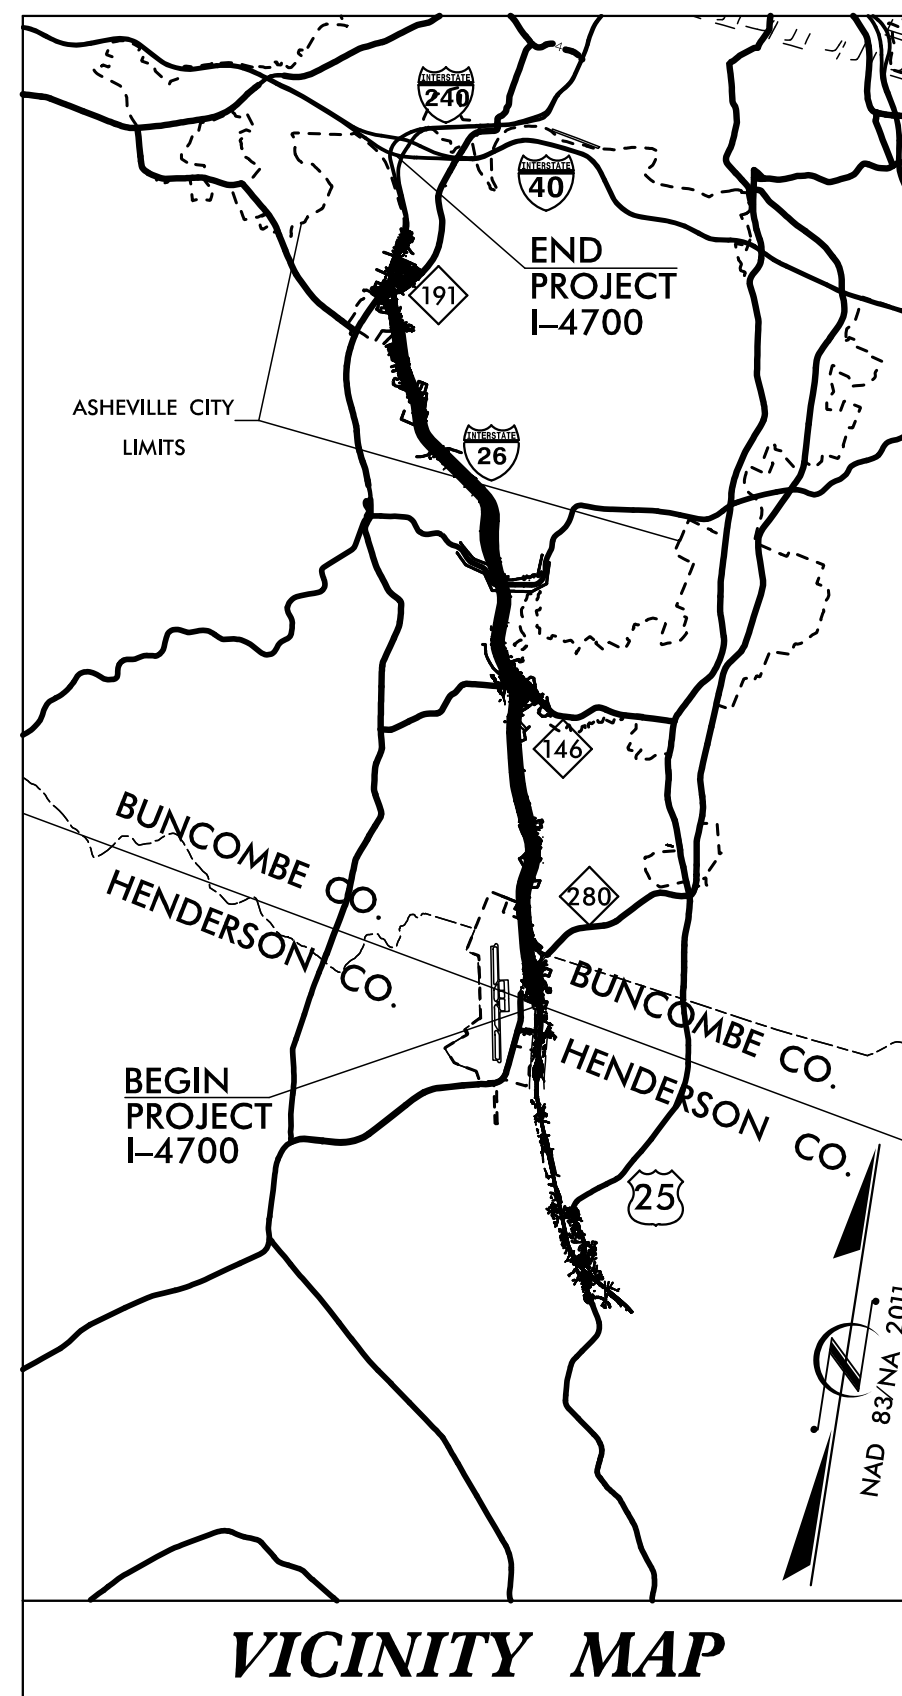 INTERSTATE
240
INTERSTATE
40
END
PROJECT
I–4700
191
ASHEVILLE CITY
LIMITS
INTERSTATE
26
146
BUNCOMBE CO.
HENDERSON CO.
280
BUNCOMBE CO.
HENDERSON CO.
BEGIN
PROJECT
I–4700
25
NAD 83/NA 2011
VICINITY MAP